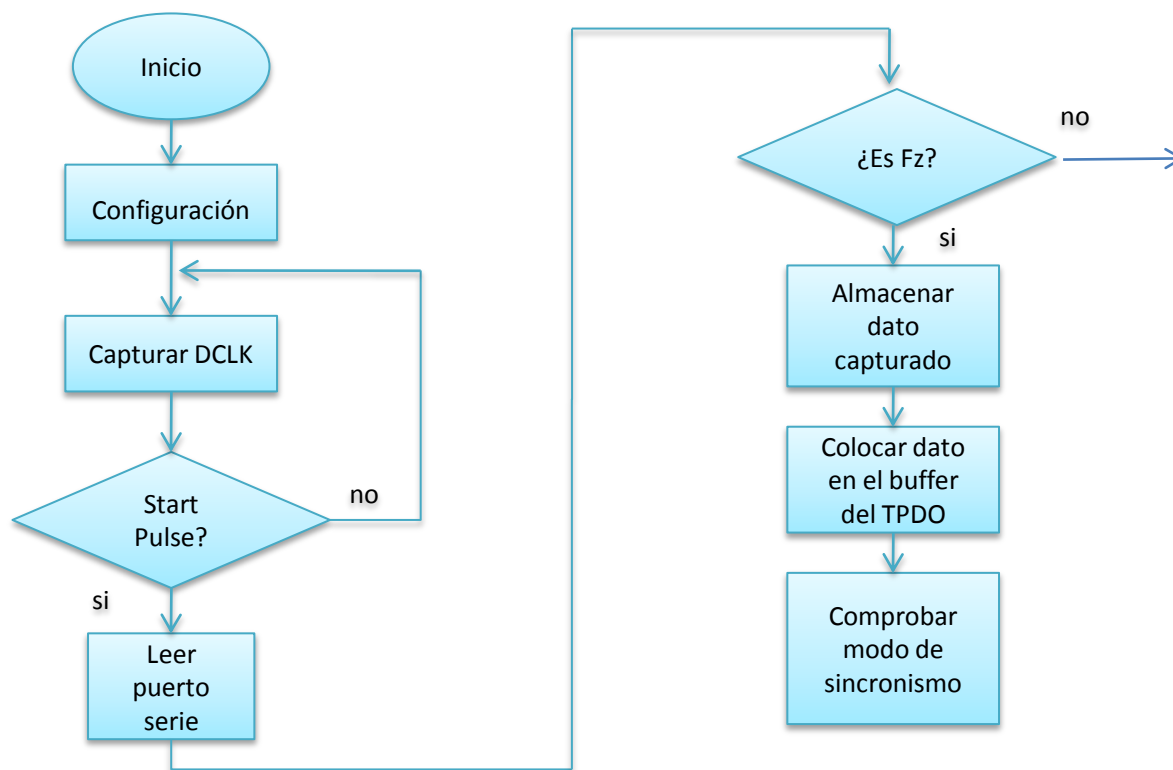 Inicio
Configuración
Capturar DCLK
Start
Pulse?
no
si
Leer
puerto
serie
¿Es Fz?
no
si
Almacenar
dato
capturado
Colocar dato
en el buffer
del TPDO
Comprobar
modo de
sincronismo